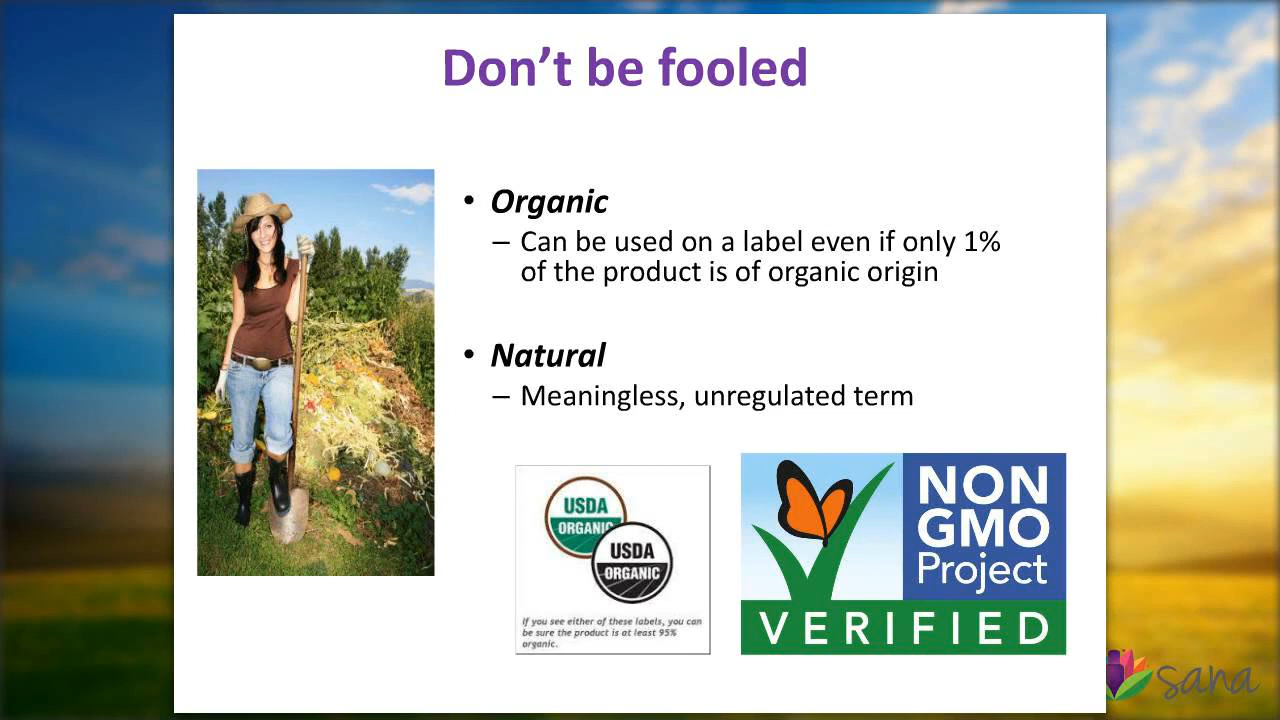 Don’t be fooled
• Organic
– Can be used on a label even if only 1%
of the product is of organic origin
• Natural
– Meaningless, unregulated term
USDA
ORGANIC
USDA
ORGANIC
If you see either of these labels, you can
be sure the product is at least 95%
organic.
NON
GMO
Project
VERIFIED
sana